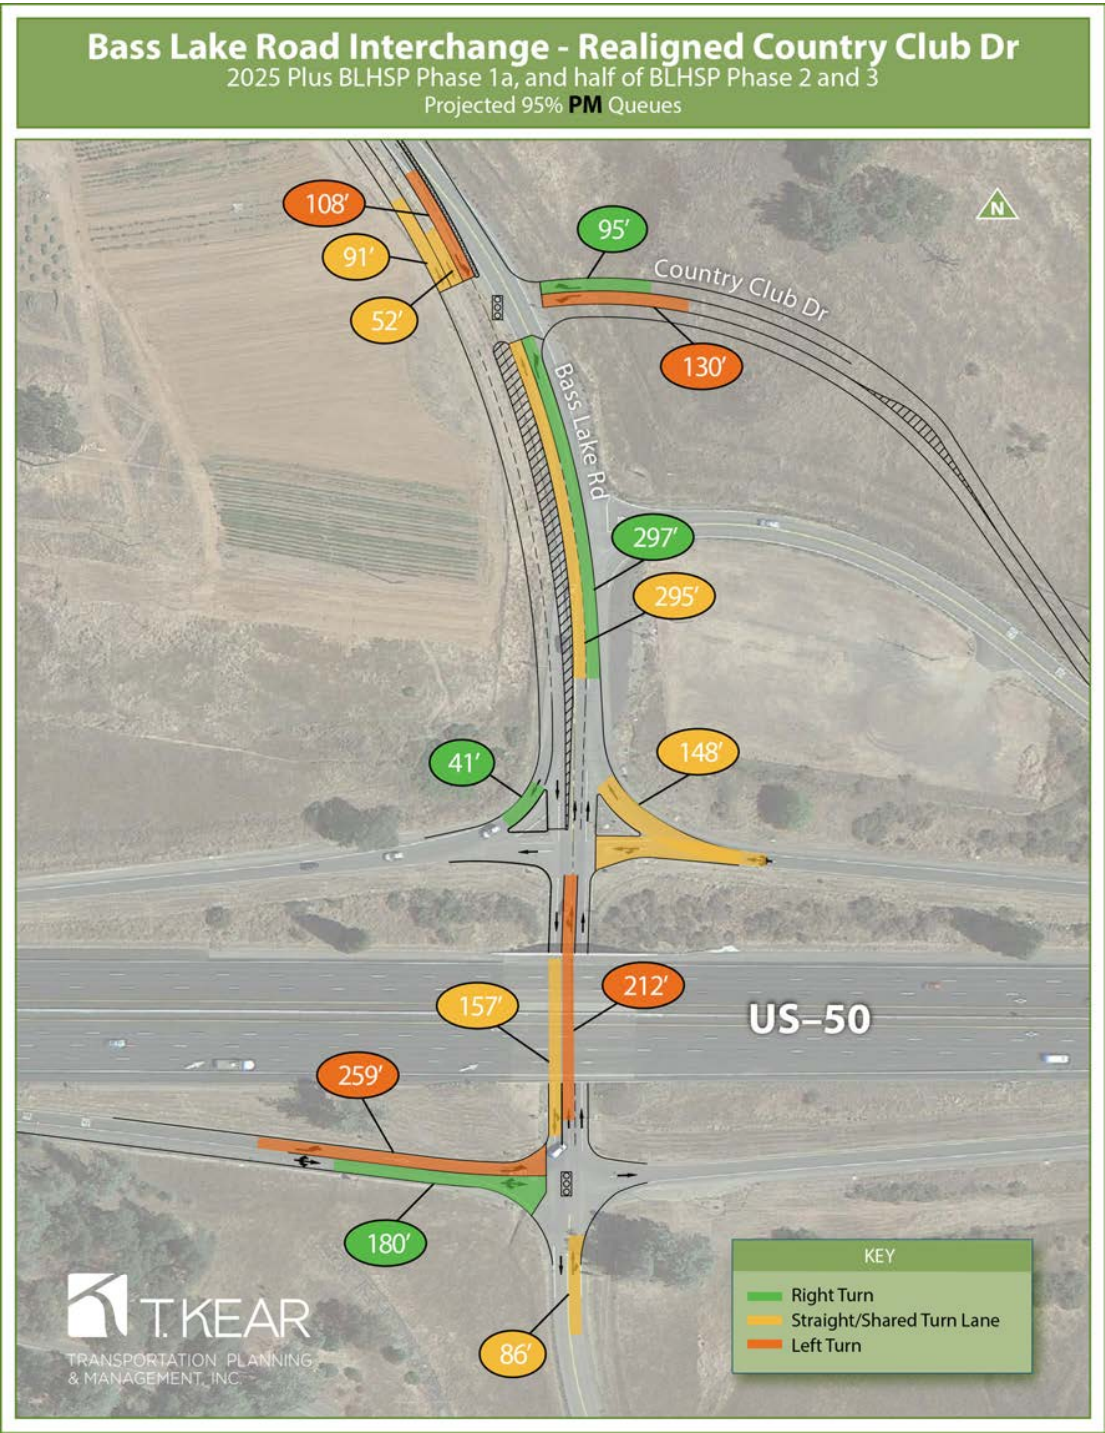 Bass Lake Road Interchange - Realigned Country Club Dr
2025 Plus BLHSP Phase 1a, and half of BLHSP Phase 2 and 3
Projected 95% PM Queues
108'
95'
N
91'
Country Club Dr
52'
130'
Bass Lake Rd
297'
295'
41'
148'
157'
212'
US–50
259'
180'
86'
KEY
Right Turn
Straight/Shared Turn Lane
Left Turn
T. KEAR
TRANSPORTATION PLANNING
& MANAGEMENT, INC.